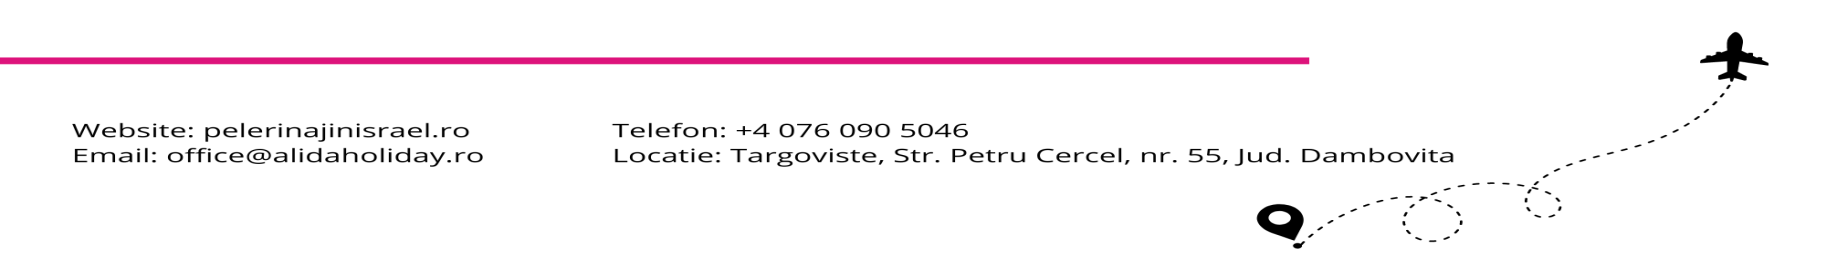 Website: pelerinajinisrael.ro
Email: office@alidaholiday.ro
Telefon: +4 076 090 5046
Locatie: Targoviste, Str. Petru Cercel, nr. 55, Jud. Dambovita